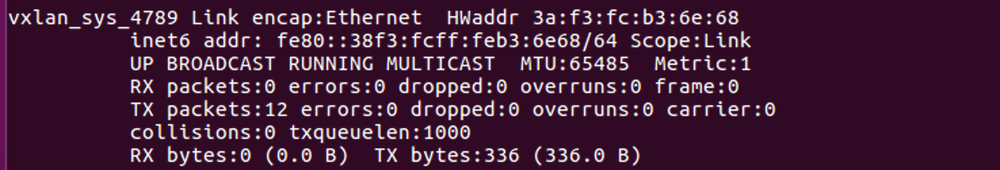 vxlan_sys_4789 Link encap:Ethernet  HWaddr 3a:f3:fc:b3:6e:68
          inet6 addr: fe80::38f3:fcff:feb3:6e68/64 Scope:Link
          UP BROADCAST RUNNING MULTICAST  MTU:65485  Metric:1
          RX packets:0 errors:0 dropped:0 overruns:0 frame:0
          TX packets:12 errors:0 dropped:0 overruns:0 carrier:0
          collisions:0 txqueuelen:1000
          RX bytes:0 (0.0 B)  TX bytes:336 (336.0 B)